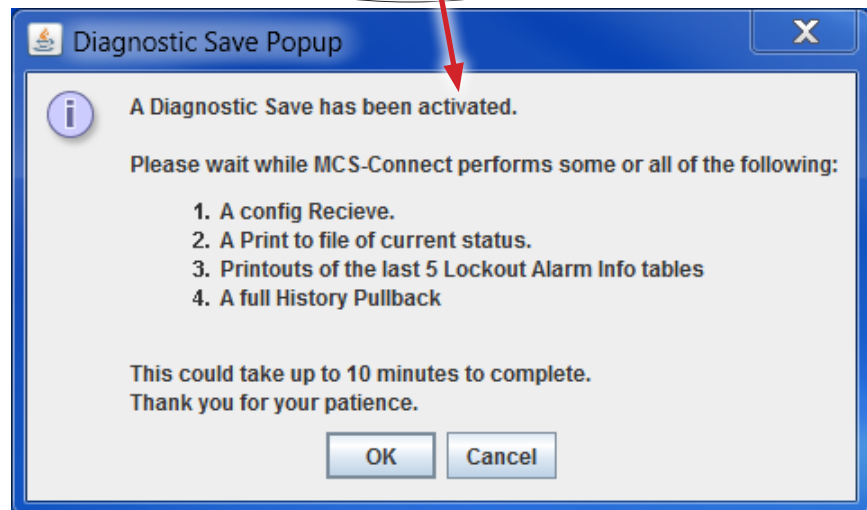 Diagnostic Save Popup
A Diagnostic Save has been activated.
Please wait while MCS-Connect performs some or all of the following:
1. A config Recieve.
2. A Print to file of current status.
3. Printouts of the last 5 Lockout Alarm Info tables
4. A full History Pullback
This could take up to 10 minutes to complete.
Thank you for your patience.
OK Cancel